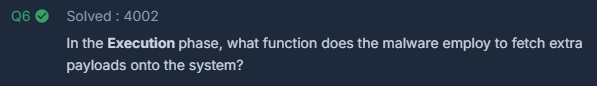 Q6 Solved : 4002
In the Execution phase, what function does the malware employ to fetch extra
payloads onto the system?